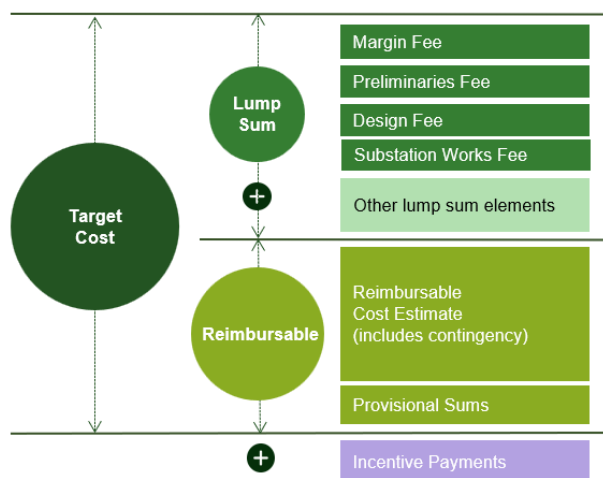 Margin Fee
Preliminaries Fee
Lump
Sum
Design Fee
Substation Works Fee
+
Other lump sum elements
Target
Cost
Reimbursable
Reimbursable
Cost Estimate
(includes contingency)
Provisional Sums
+
Incentive Payments